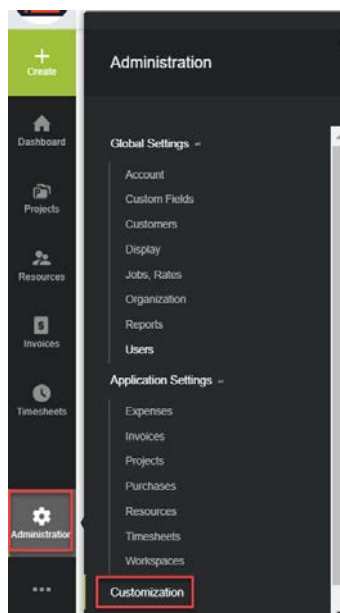 Create
Dashboard
Projects
Resources
Invoices
Timesheets
Administration
Administration
Global Settings -
Account
Custom Fields
Customers
Display
Jobs, Rates
Organization
Reports
Users
Application Settings -
Expenses
Invoices
Projects
Purchases
Resources
Timesheets
Workspaces
Customization